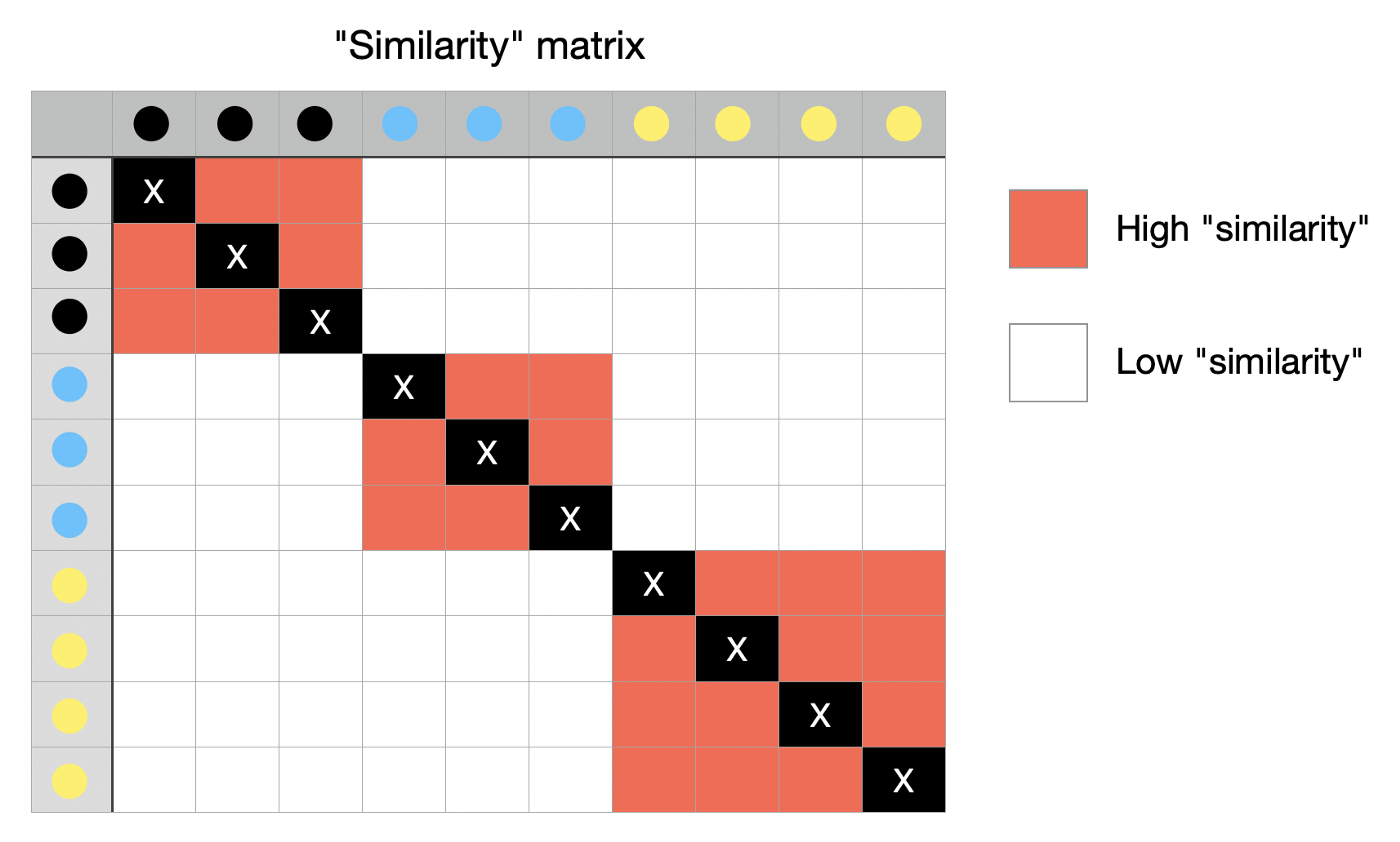 "Similarity" matrix
X
X
X
X
X
X
X
X
X
X
High "similarity"
Low "similarity"